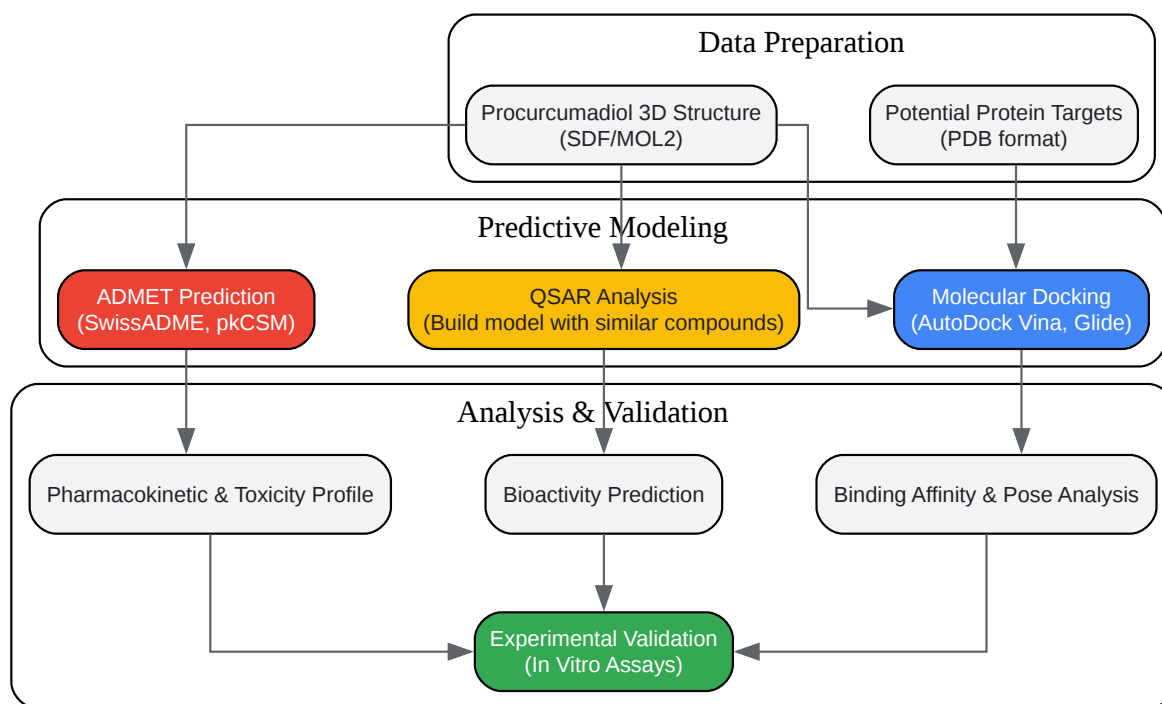 Data Preparation
Procurcumadiol 3D Structure
(SDF/MOL2)
Potential Protein Targets
(PDB format)
Predictive Modeling
ADMET Prediction
(SwissADME, pkCSM)
QSAR Analysis
(Build model with similar compounds)
Molecular Docking
(AutoDock Vina, Glide)
Analysis & Validation
Pharmacokinetic & Toxicity Profile
Bioactivity Prediction
Binding Affinity & Pose Analysis
Experimental Validation
(In Vitro Assays)